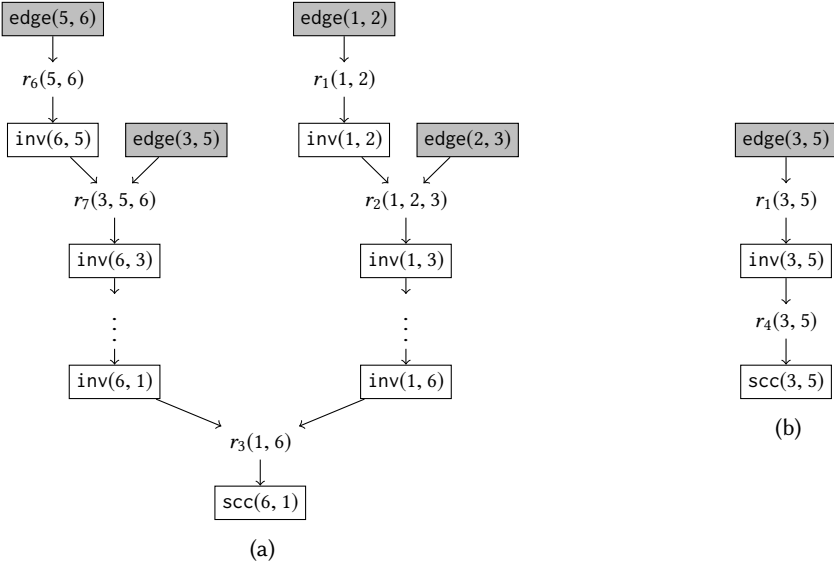 edge(5, 6) edge(1, 2)
r6(5, 6) r1(1, 2)
inv(6, 5) edge(3, 5) inv(1, 2) edge(2, 3) edge(3, 5)
r7(3, 5, 6) r2(1, 2, 3) r1(3, 5)
inv(6, 3) inv(1, 3) inv(3, 5)
r4(3, 5)
inv(6, 1) inv(1, 6) scc(3, 5)
(b)
r3(1, 6)
scc(6, 1)
(a)